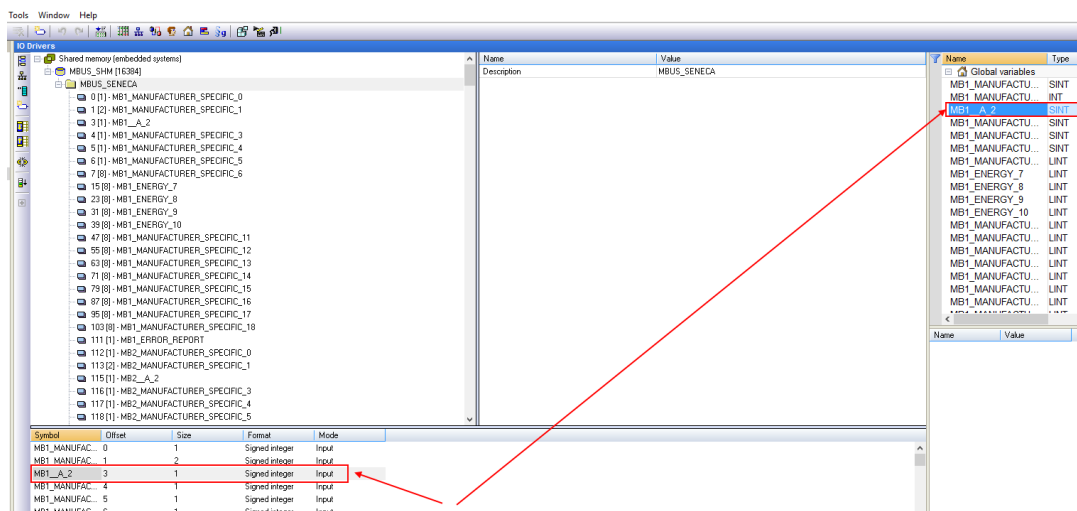 Tools Window Help
IO Drivers
Shared memory (embedded systems)
MBUS_SHM [16384]
MBUS_SENECA
0 [1] - MB1_MANUFACTURER_SPECIFIC_0
1 [2] - MB1_MANUFACTURER_SPECIFIC_1
3 [1] - MB1__A_2
4 [1] - MB1_MANUFACTURER_SPECIFIC_3
5 [1] - MB1_MANUFACTURER_SPECIFIC_4
6 [1] - MB1_MANUFACTURER_SPECIFIC_5
7 [8] - MB1_MANUFACTURER_SPECIFIC_6
15 [8] - MB1_ENERGY_7
23 [8] - MB1_ENERGY_8
31 [8] - MB1_ENERGY_9
39 [8] - MB1_ENERGY_10
47 [8] - MB1_MANUFACTURER_SPECIFIC_11
55 [8] - MB1_MANUFACTURER_SPECIFIC_12
63 [8] - MB1_MANUFACTURER_SPECIFIC_13
71 [8] - MB1_MANUFACTURER_SPECIFIC_14
79 [8] - MB1_MANUFACTURER_SPECIFIC_15
87 [8] - MB1_MANUFACTURER_SPECIFIC_16
95 [8] - MB1_MANUFACTURER_SPECIFIC_17
103 [8] - MB1_MANUFACTURER_SPECIFIC_18
111 [1] - MB1_ERROR_REPORT
112 [1] - MB2_MANUFACTURER_SPECIFIC_0
113 [2] - MB2_MANUFACTURER_SPECIFIC_1
115 [1] - MB2__A_2
116 [1] - MB2_MANUFACTURER_SPECIFIC_3
117 [1] - MB2_MANUFACTURER_SPECIFIC_4
118 [1] - MB2_MANUFACTURER_SPECIFIC_5
Name Value
Description MBUS_SENECA
Name Type
Global variables
MB1_MANUFACTU... SINT
MB1_MANUFACTU... INT
MB1__A_2 SINT
MB1_MANUFACTU... SINT
MB1_MANUFACTU... SINT
MB1_MANUFACTU... SINT
MB1_MANUFACTU... LINT
MB1_ENERGY_7 LINT
MB1_ENERGY_8 LINT
MB1_ENERGY_9 LINT
MB1_ENERGY_10 LINT
MB1_MANUFACTU... LINT
MB1_MANUFACTU... LINT
MB1_MANUFACTU... LINT
MB1_MANUFACTU... LINT
MB1_MANUFACTU... LINT
MB1_MANUFACTU... LINT
Name Value
Symbol Offset Size Format Mode
MB1_MANUFAC... 0 1 Signed integer Input
MB1_MANUFAC... 1 2 Signed integer Input
MB1__A_2 3 1 Signed integer Input
MB1_MANUFAC... 4 1 Signed integer Input
MB1_MANUFAC... 5 1 Signed integer Input